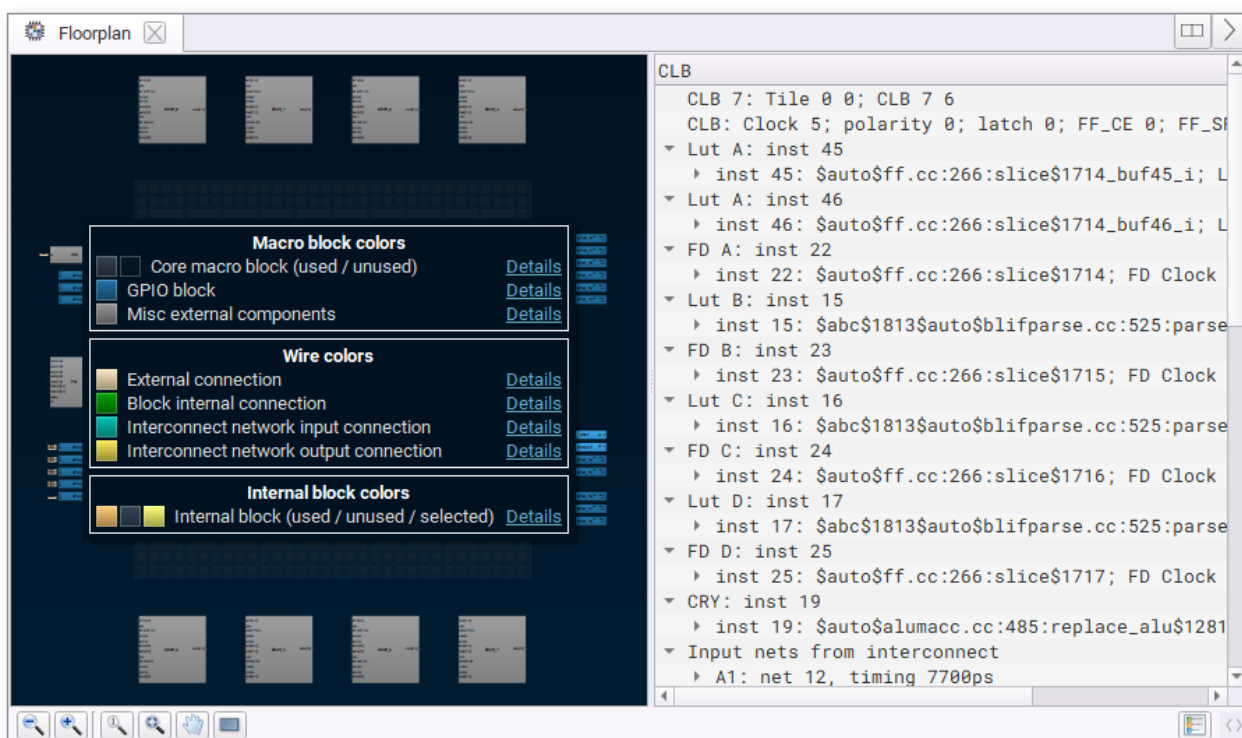 Floorplan
Macro block colors
Core macro block (used / unused) Details
GPIO block Details
Misc external components Details
Wire colors
External connection Details
Block internal connection Details
Interconnect network input connection Details
Interconnect network output connection Details
Internal block colors
Internal block (used / unused / selected) Details
CLB
CLB 7: Tile 0 0; CLB 7 6
CLB: Clock 5; polarity 0; latch 0; FF_CE 0;
Lut A: inst 45
inst 45: $auto$ff.cc:266:slice$1714_buf45_i;
Lut A: inst 46
inst 46: $auto$ff.cc:266:slice$1714_buf46_i;
FD A: inst 22
inst 22: $auto$ff.cc:266:slice$1714; FD Clock
Lut B: inst 15
inst 15: $abc$1813$auto$blifparse.cc:525:parse
FD B: inst 23
inst 23: $auto$ff.cc:266:slice$1715; FD Clock
Lut C: inst 16
inst 16: $abc$1813$auto$blifparse.cc:525:parse
FD C: inst 24
inst 24: $auto$ff.cc:266:slice$1716; FD Clock
Lut D: inst 17
inst 17: $abc$1813$auto$blifparse.cc:525:parse
FD D: inst 25
inst 25: $auto$ff.cc:266:slice$1717; FD Clock
CRY: inst 19
inst 19: $auto$alumacc.cc:485:replace_alu$1281
Input nets from interconnect
A1: net 12, timing 7700ps